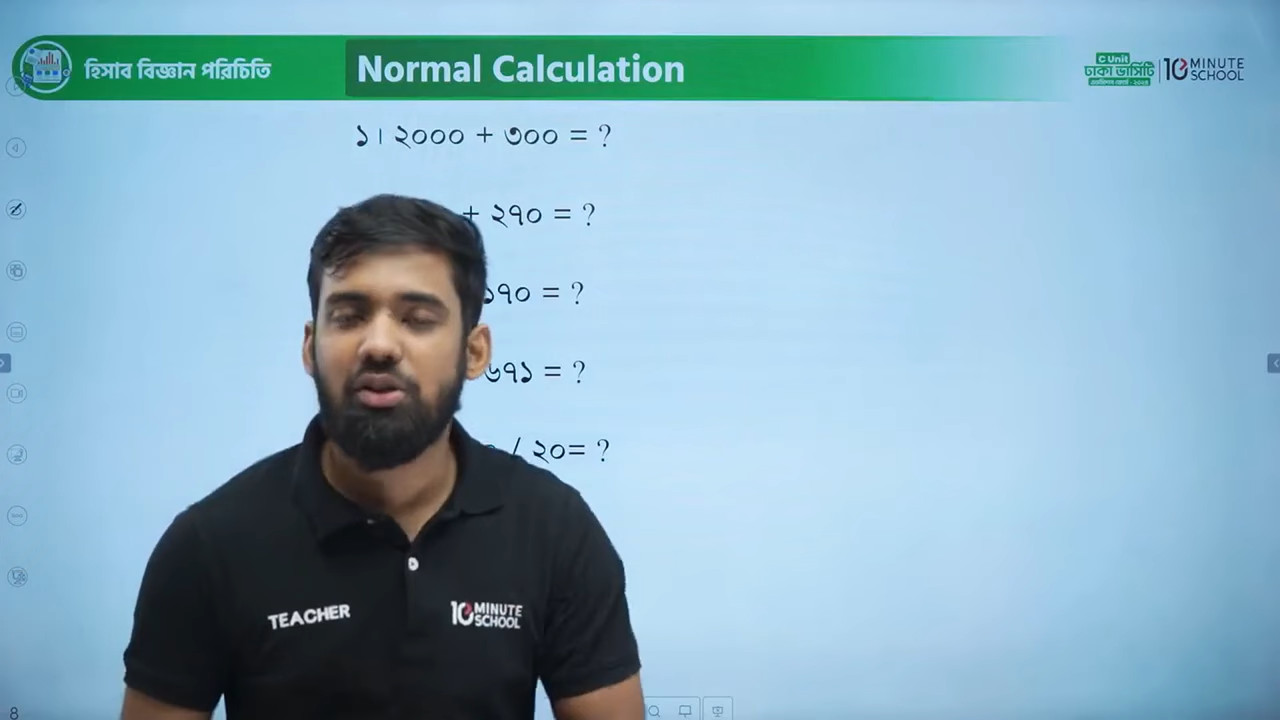 হিসাব বিজ্ঞান পরিচিতি
Normal Calculation
C Unit
ঢাকা ভার্সিটি
10 MINUTE SCHOOL
১। ২০০০ + ৩০০ = ?
+ ২৭০ = ?
১৭০ = ?
৬৭১ = ?
/ ২০= ?
TEACHER
10 MINUTE SCHOOL
8